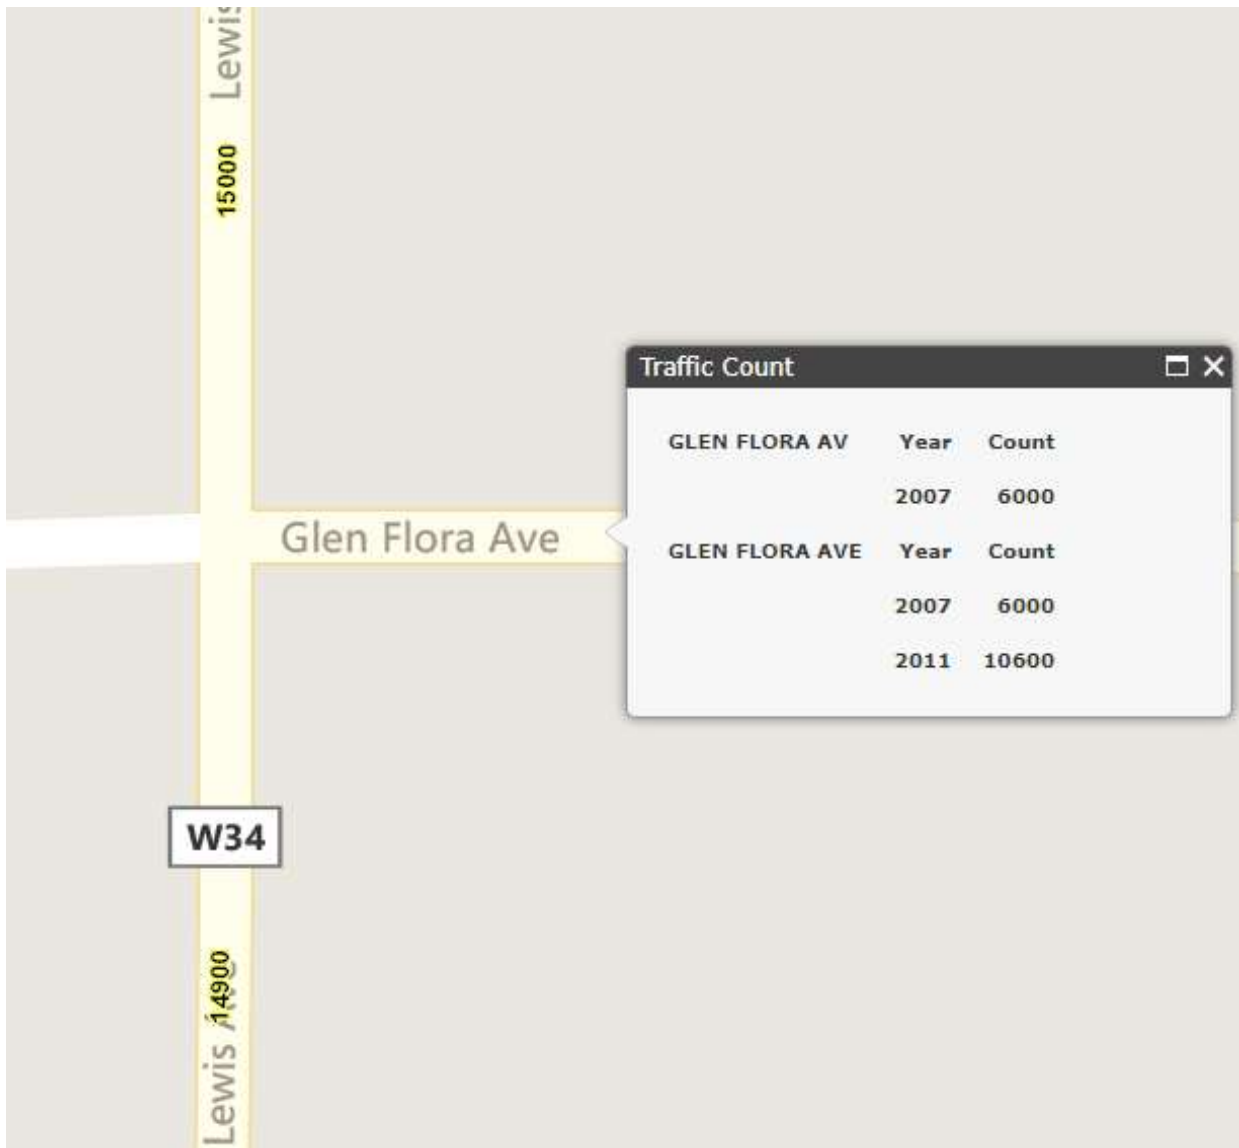 Lewis
15000
Traffic Count
GLEN FLORA AV Year Count
2007 6000
Glen Flora Ave
GLEN FLORA AVE Year Count
2007 6000
2011 10600
W34
14900
Lewis Ave